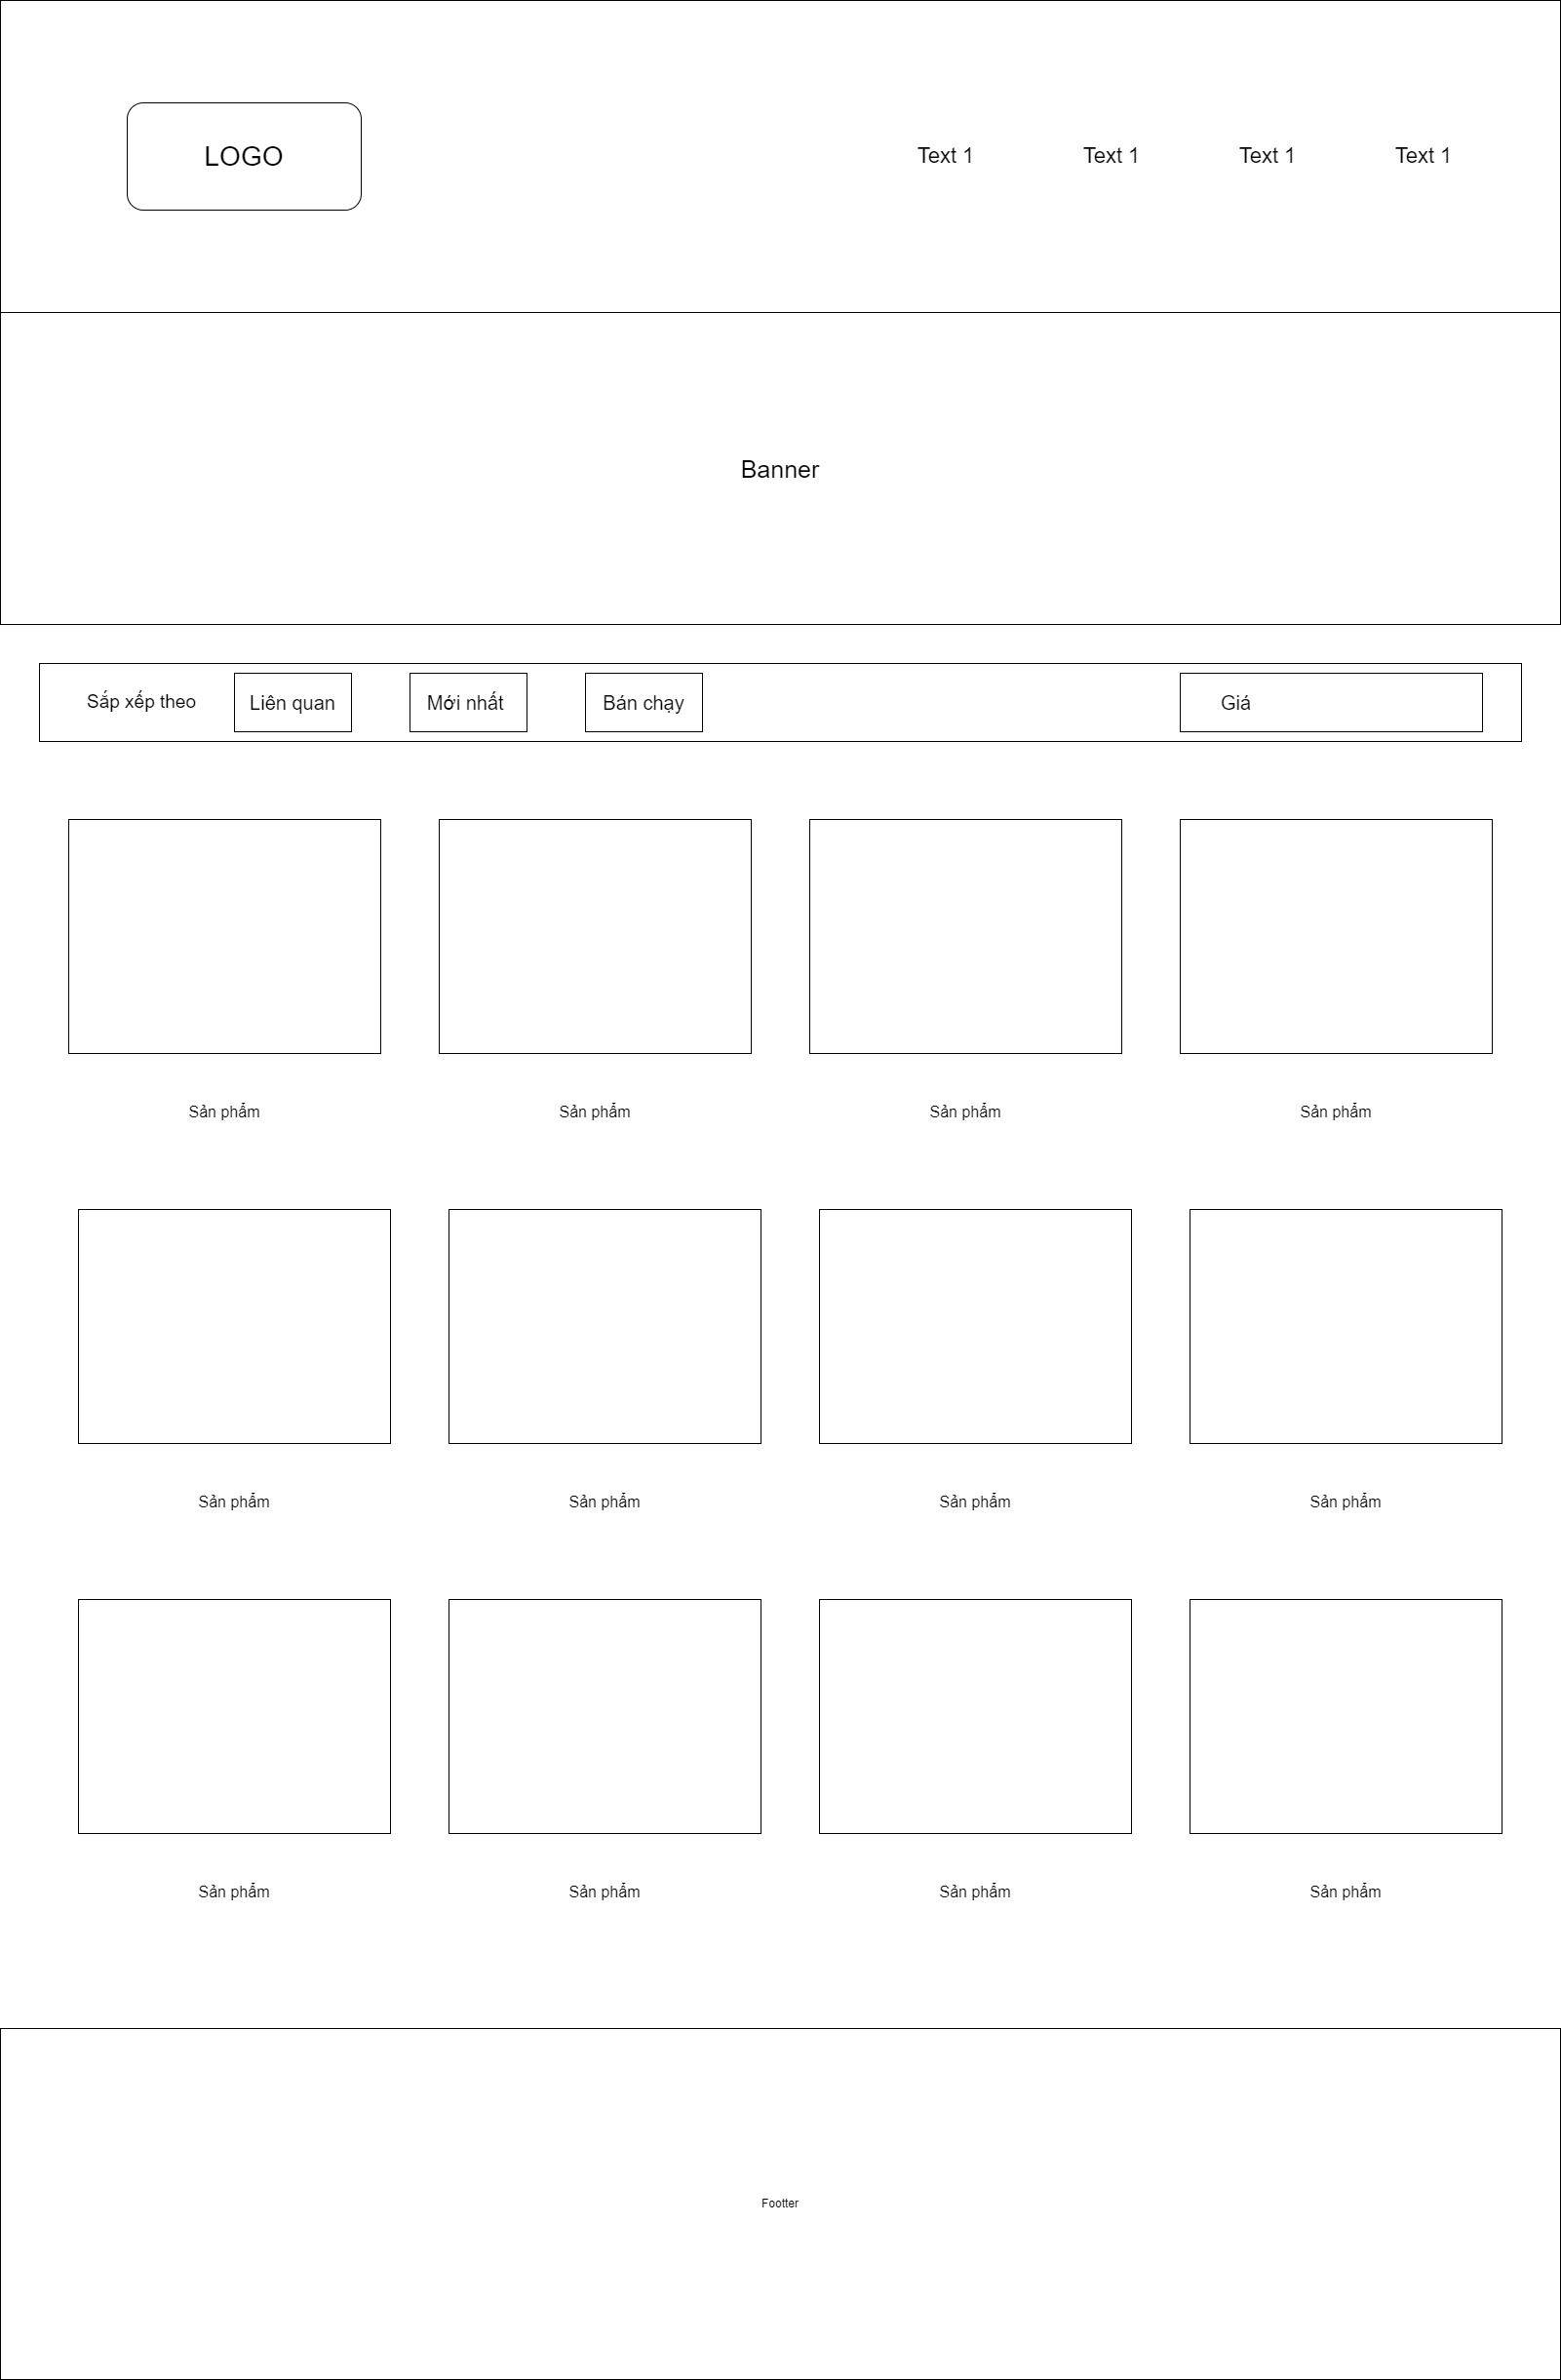 LOGO
Text 1
Text 1
Text 1
Text 1
Banner
Sắp xếp theo
Liên quan
Mới nhất
Bán chạy
Giá
Sản phẩm
Sản phẩm
Sản phẩm
Sản phẩm
Sản phẩm
Sản phẩm
Sản phẩm
Sản phẩm
Sản phẩm
Sản phẩm
Sản phẩm
Sản phẩm
Footter